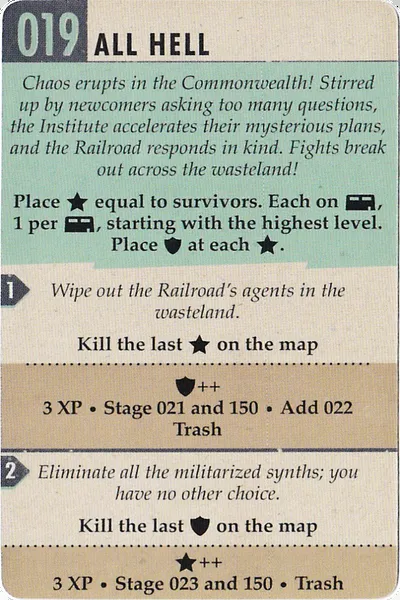 019 ALL HELL
Chaos erupts in the Commonwealth! Stirred
up by newcomers asking too many questions,
the Institute accelerates their mysterious plans,
and the Railroad responds in kind. Fights break
out across the wasteland!
Place ★ equal to survivors. Each on ,
1 per , starting with the highest level.
Place at each ★.
1 Wipe out the Railroad's agents in the
wasteland.
Kill the last ★ on the map
++
3 XP • Stage 021 and 150 • Add 022
Trash
2 Eliminate all the militarized synths; you
have no other choice.
Kill the last on the map
★++
3 XP • Stage 023 and 150 • Trash